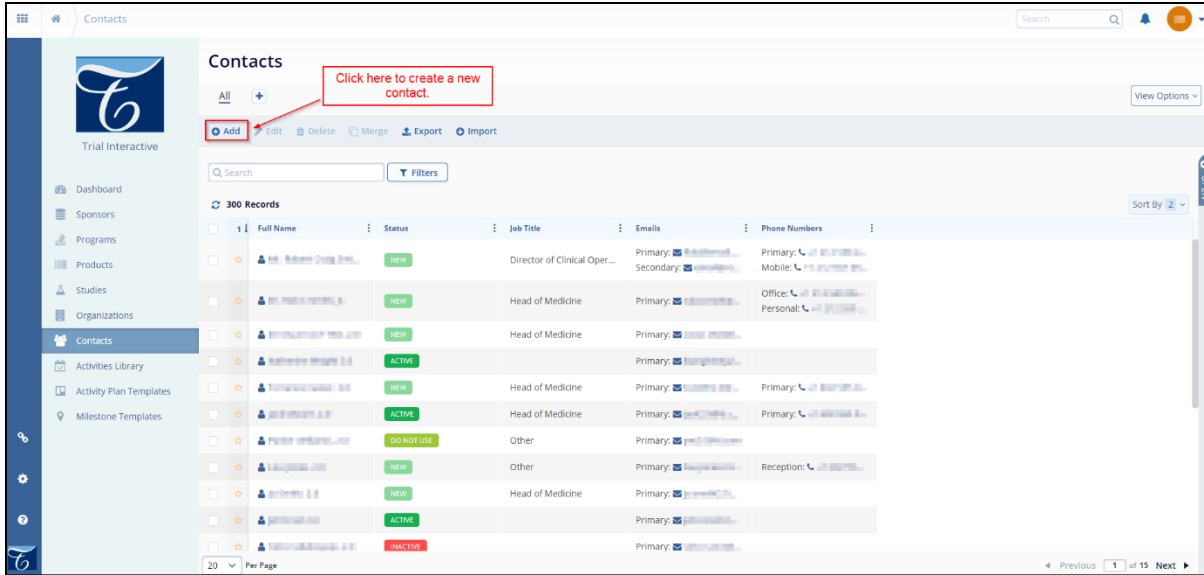 Contacts
Search
Trial Interactive
Dashboard
Sponsors
Programs
Products
Studies
Organizations
Contacts
Activities Library
Activity Plan Templates
Milestone Templates
Contacts
Click here to create a new
contact.
All
View Options
Add Edit Delete Merge Export Import
Search Filters
300 Records
Sort By 2
1 Full Name Status Job Title Emails Phone Numbers
NEW Director of Clinical Oper... Primary: Primary:
Secondary: Mobile:
NEW Head of Medicine Primary: Office:
Personal:
NEW Head of Medicine Primary:
ACTIVE Primary:
NEW Head of Medicine Primary: Primary:
ACTIVE Head of Medicine Primary: Primary:
DO NOT USE Other Primary:
NEW Other Primary: Reception:
NEW Head of Medicine Primary:
ACTIVE Primary:
INACTIVE Primary:
20 Per Page
Previous 1 of 15 Next